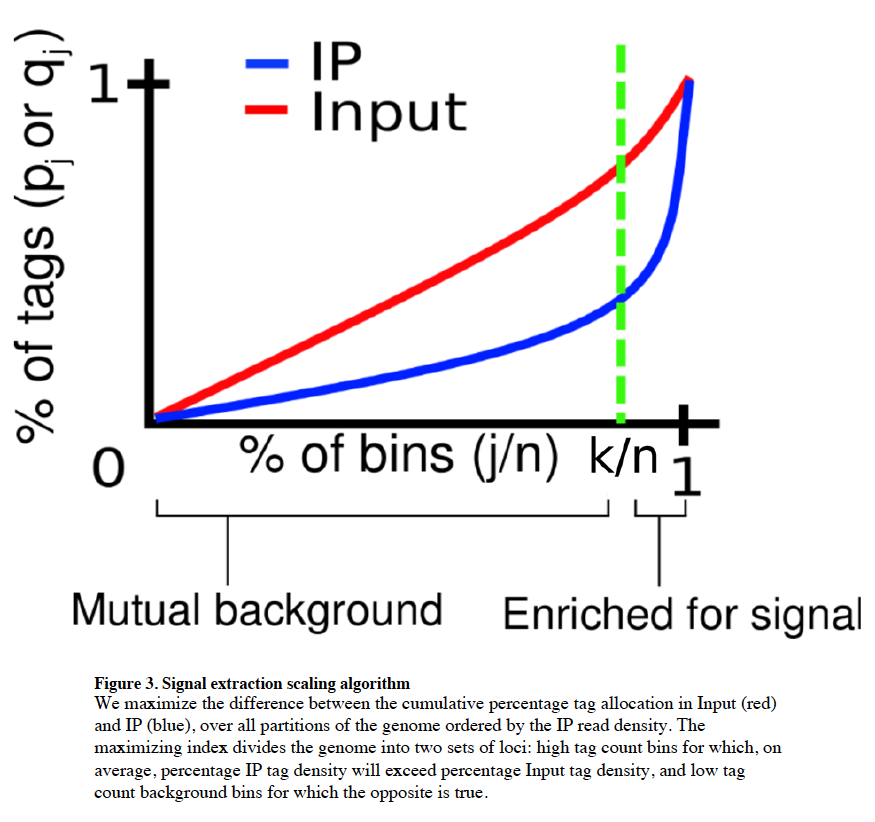 % of tags (pj or qj)
1
IP
Input
0
% of bins (j/n) k/n
1
Mutual background
Enriched for signal
Figure 3. Signal extraction scaling algorithm
We maximize the difference between the cumulative percentage tag allocation in Input (red)
and IP (blue), over all partitions of the genome ordered by the IP read density. The
maximizing index divides the genome into two sets of loci: high tag count bins for which, on
average, percentage IP tag density will exceed percentage Input tag density, and low tag
count background bins for which the opposite is true.